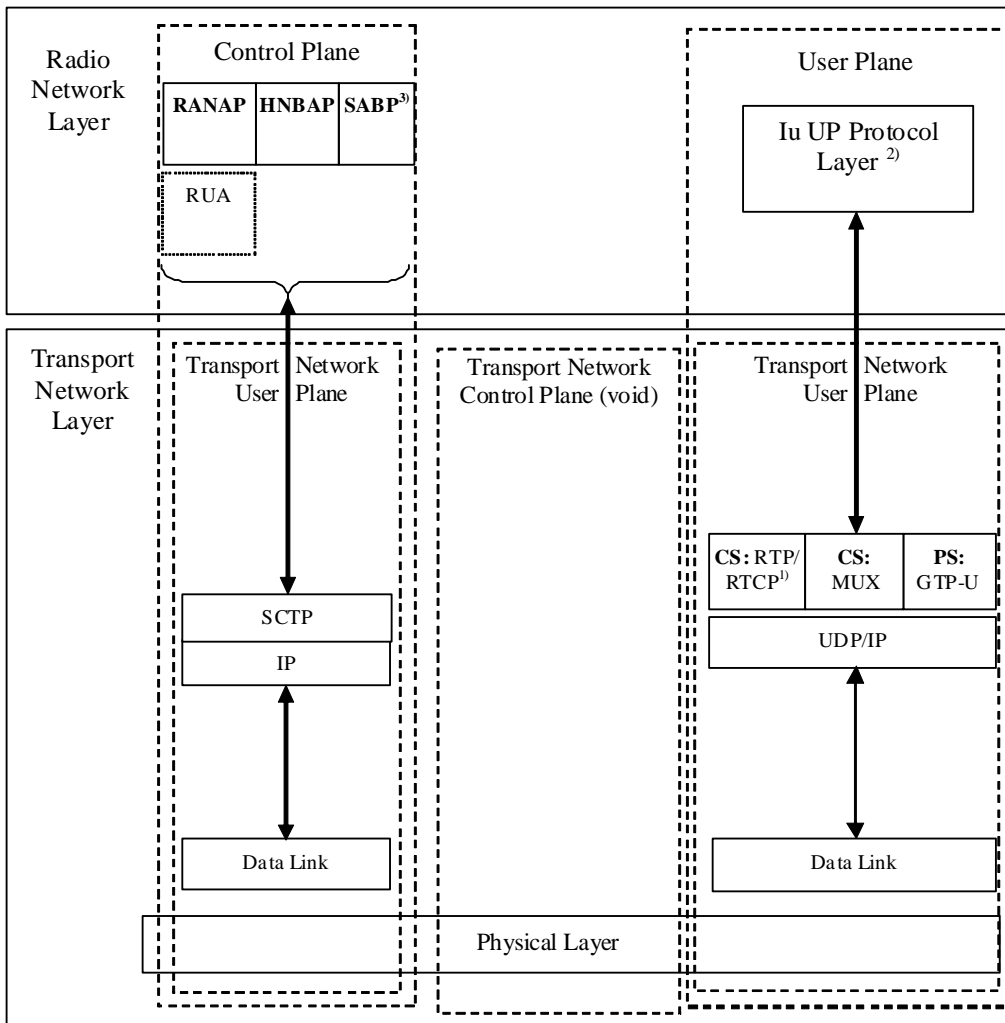 Radio
Network
Layer
Control Plane
RANAP
HNBAP
SABP3)
RUA
User Plane
Iu UP Protocol
Layer 2)
Transport
Network
Layer
Transport Network
User Plane
Transport Network
Control Plane (void)
Transport Network
User Plane
SCTP
IP
Data Link
CS: RTP/
RTCP1)
CS:
MUX
PS:
GTP-U
UDP/IP
Data Link
Physical Layer